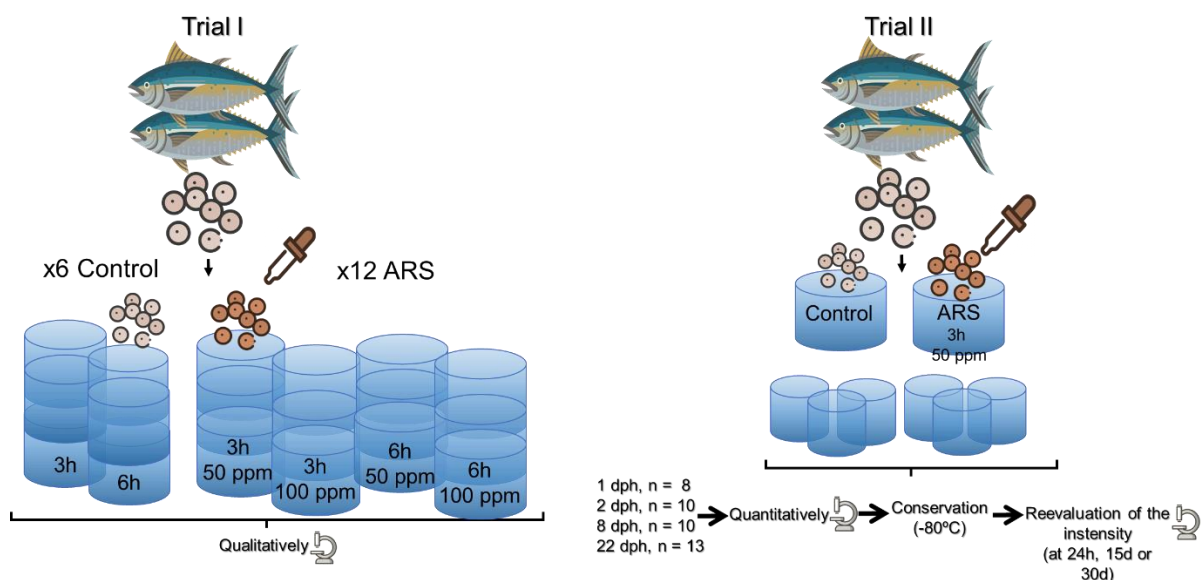 Trial I
x6 Control
x12 ARS
3h
6h
3h
50 ppm
3h
100 ppm
6h
50 ppm
6h
100 ppm
Qualitatively
Trial II
Control
ARS
3h
50 ppm
1 dph, n = 8
2 dph, n = 10
8 dph, n = 10
22 dph, n = 13
Quantitatively
Conservation
(-80ºC)
Reevaluation of the
instensity
(at 24h, 15d or
30d)